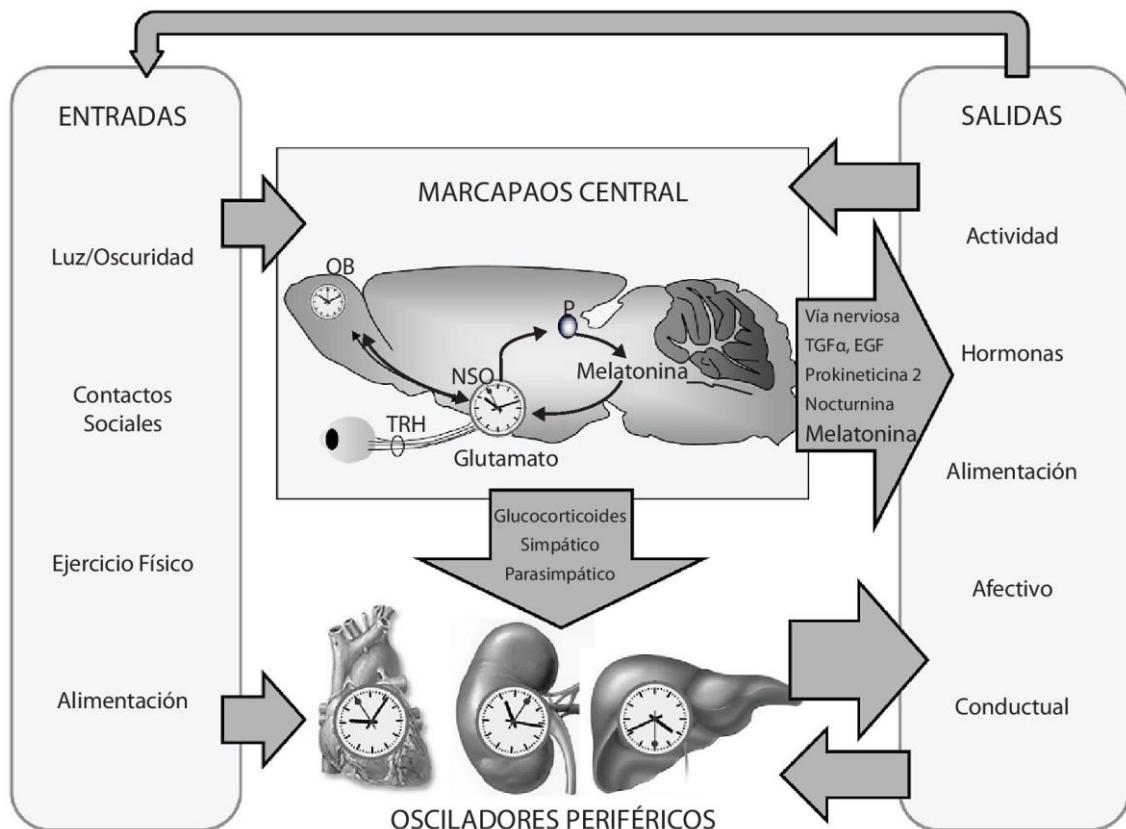 ENTRADAS
Luz/Oscuridad
Contactos
Sociales
Ejercicio Físico
Alimentación
MARCAPAOS CENTRAL
OB
P
NSQ
Melatonina
TRH
Glutamato
Glucocorticoides
Simpático
Parasimpático
OSCILADORES PERIFÉRICOS
Vía nerviosa
TGFα, EGF
Prokineticina 2
Nocturnina
Melatonina
SALIDAS
Actividad
Hormonas
Alimentación
Afectivo
Conductual